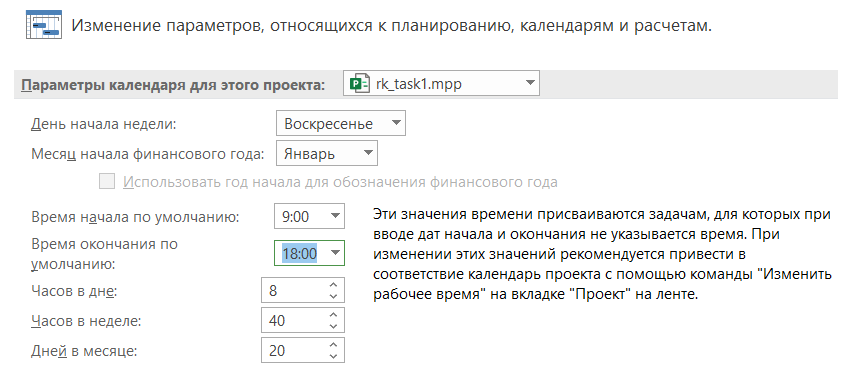 Изменение параметров, относящихся к планированию, календарям и расчетам.
Параметры календаря для этого проекта: rk_task1.mpp
День начала недели: Воскресенье
Месяц начала финансового года: Январь
Использовать год начала для обозначения финансового года
Время начала по умолчанию: 9:00
Время окончания по
умолчанию: 18:00
Часов в дне: 8
Часов в неделе: 40
Дней в месяце: 20
Эти значения времени присваиваются задачам, для которых при
вводе дат начала и окончания не указывается время. При
изменении этих значений рекомендуется привести в
соответствие календарь проекта с помощью команды "Изменить
рабочее время" на вкладке "Проект" на ленте.